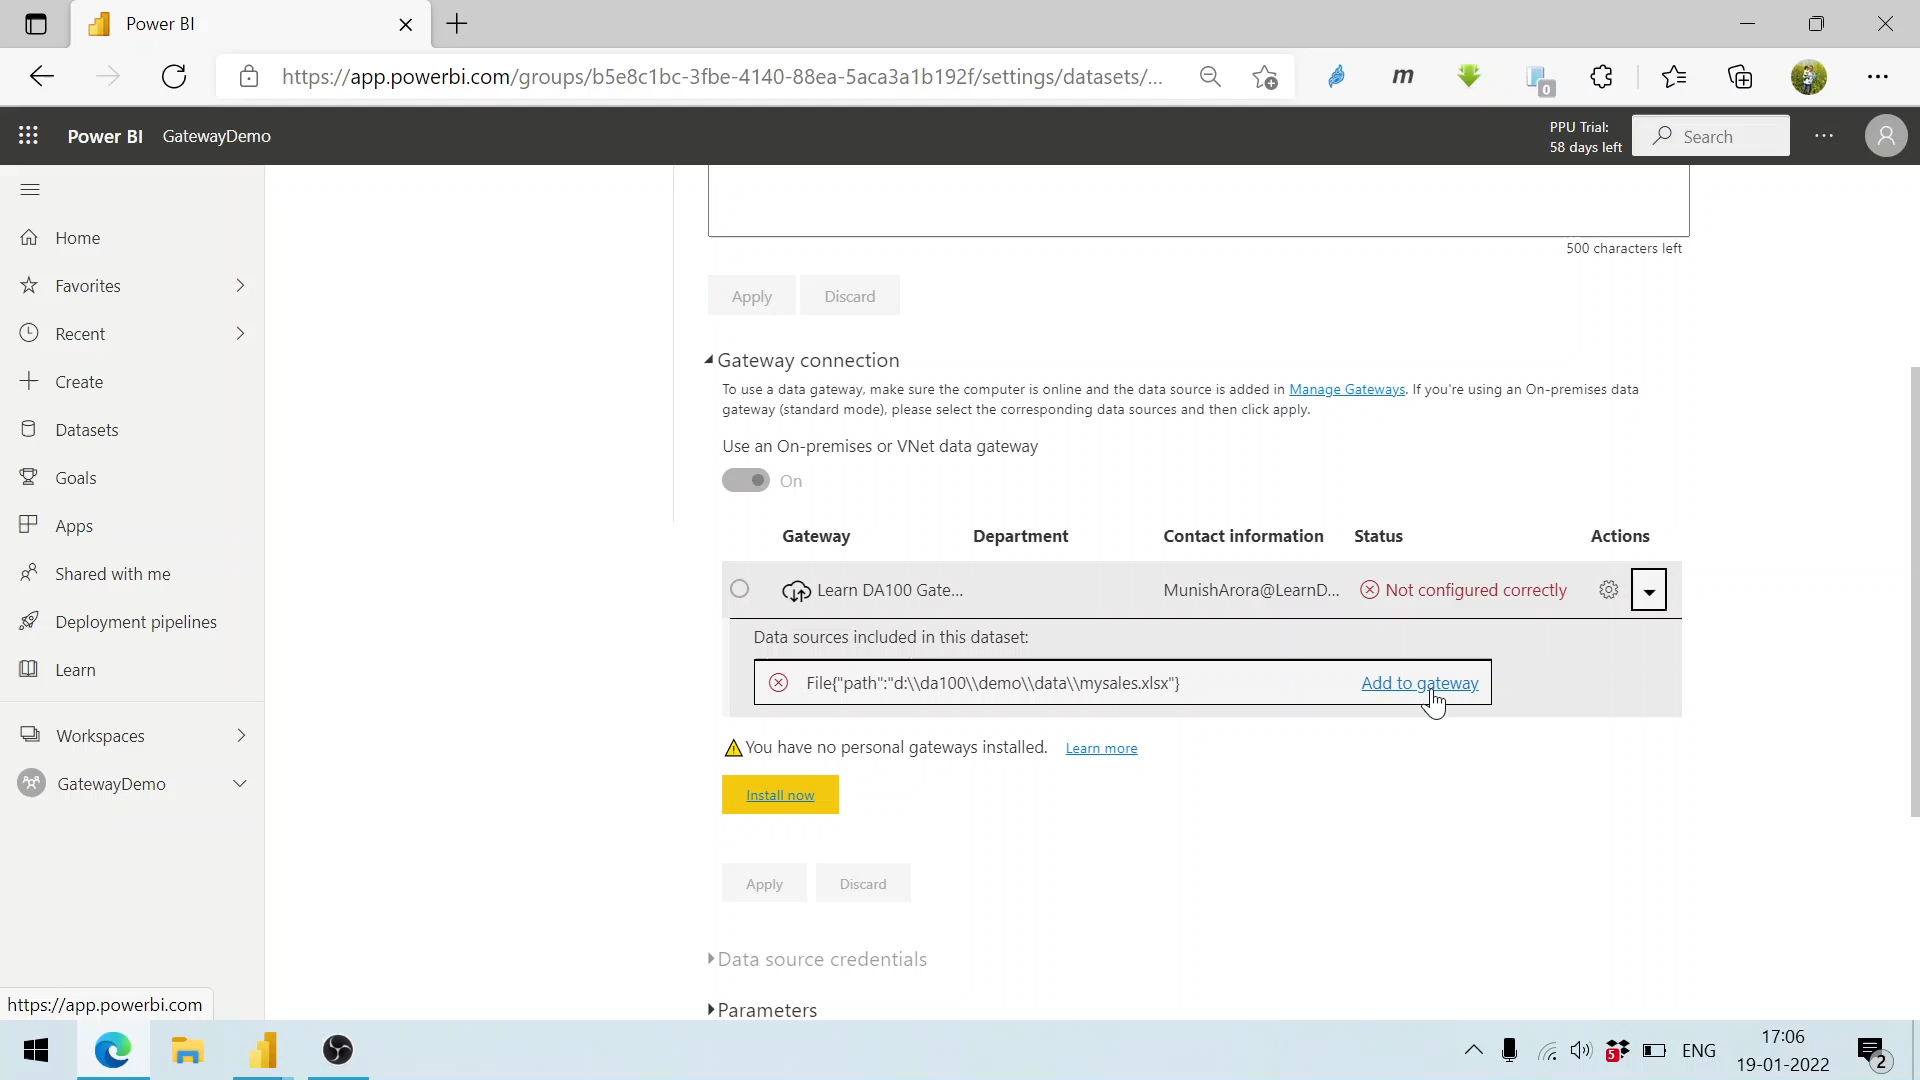 Power BI
https://app.powerbi.com/groups/b5e8c1bc-3fbe-4140-88ea-5aca3a1b192f/settings/datasets/...
m
0
Power BI GatewayDemo
PPU Trial:
58 days left
Search
Home
Favorites
Recent
Create
Datasets
Goals
Apps
Shared with me
Deployment pipelines
Learn
Workspaces
GatewayDemo
500 characters left
Apply Discard
Gateway connection
To use a data gateway, make sure the computer is online and the data source is added in Manage Gateways. If you're using an On-premises data
gateway (standard mode), please select the corresponding data sources and then click apply.
Use an On-premises or VNet data gateway
On
Gateway Department Contact information Status Actions
Learn DA100 Gate... MunishArora@LearnD... Not configured correctly
Data sources included in this dataset:
File{"path":"d:\\da100\\demo\\data\\mysales.xlsx"} Add to gateway
You have no personal gateways installed. Learn more
Install now
Apply Discard
Data source credentials
Parameters
https://app.powerbi.com
5
ENG
17:06
19-01-2022
2